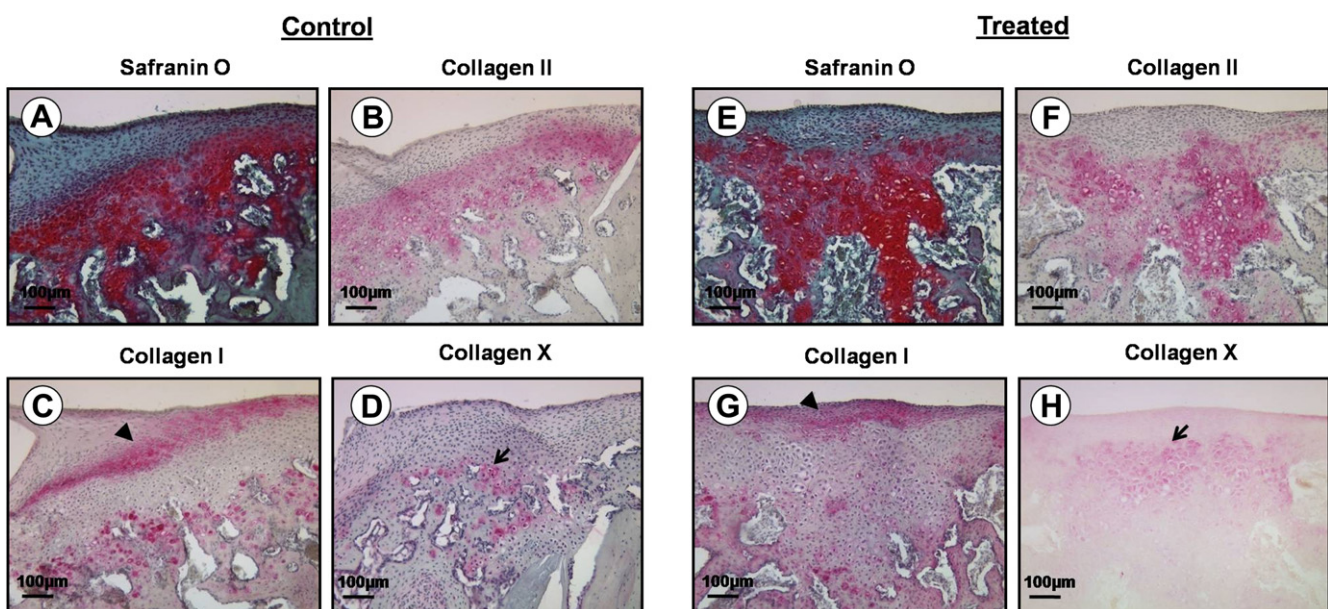 Control
Treated
Safranin O
Collagen II
Safranin O
Collagen II
A
B
E
F
100µm
100µm
100µm
100µm
Collagen I
Collagen X
Collagen I
Collagen X
C
D
G
H
100µm
100µm
100µm
100µm